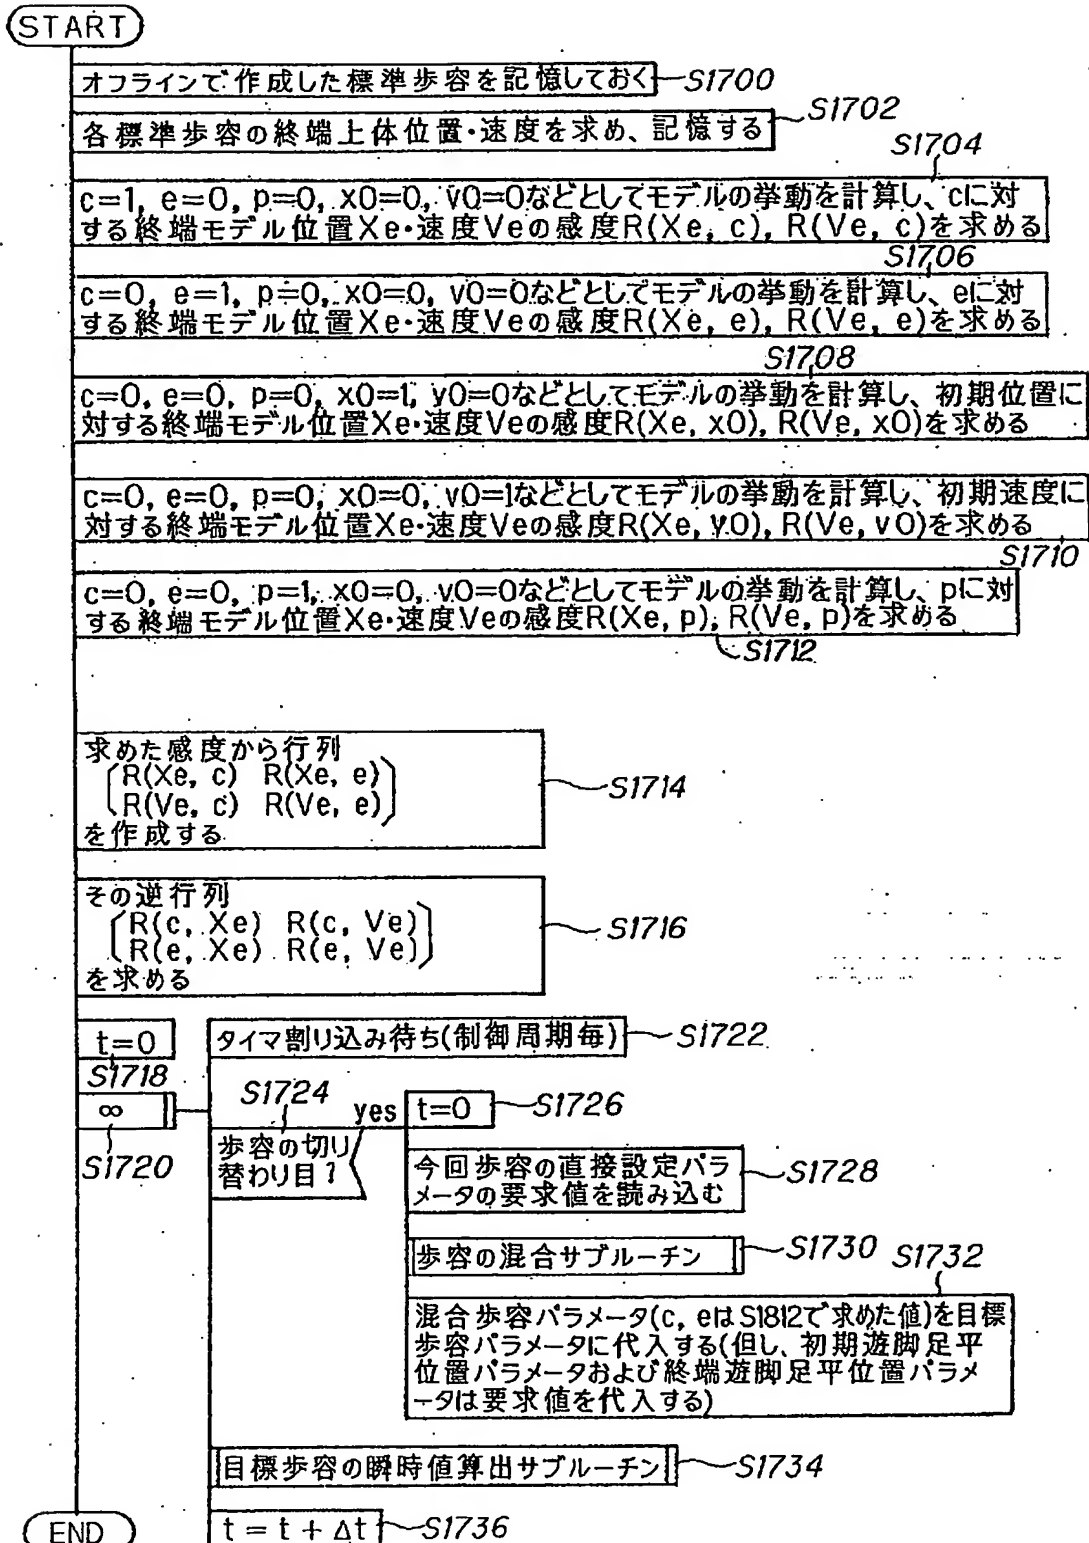 START
オフラインで作成した標準歩容を記憶しておく
S1700
S1702
各標準歩容の終端上体位置・速度を求め、記憶する
S1704
c=1, e=0, p=0, x0=0, v0=0などとしてモデルの挙動を計算し、cに対
する終端モデル位置Xe・速度Veの感度R(Xe, c), R(Ve, c)を求める
S1706
c=0, e=1, p=0, x0=0, v0=0などとしてモデルの挙動を計算し、eに対
する終端モデル位置Xe・速度Veの感度R(Xe, e), R(Ve, e)を求める
S1708
c=0, e=0, p=0, x0=1, v0=0などとしてモデルの挙動を計算し、初期位置に
対する終端モデル位置Xe・速度Veの感度R(Xe, x0), R(Ve, x0)を求める
c=0, e=0, p=0, x0=0, v0=1などとしてモデルの挙動を計算し、初期速度に
対する終端モデル位置Xe・速度Veの感度R(Xe, v0), R(Ve, v0)を求める
S1710
c=0, e=0, p=1, x0=0, v0=0などとしてモデルの挙動を計算し、pに対
する終端モデル位置Xe・速度Veの感度R(Xe, p), R(Ve, p)を求める
S1712
求めた感度から行列
R(Xe, c) R(Xe, e)
R(Ve, c) R(Ve, e)
を作成する
S1714
その逆行列
R(c, Xe) R(c, Ve)
R(e, Xe) R(e, Ve)
を求める
S1716
t=0
S1718
タイマ割り込み待ち(制御周期毎)
S1722
∞
S1720
S1724
歩容の切り
替わり目?
yes
t=0
S1726
今回歩容の直接設定パラ
メータの要求値を読み込む
S1728
歩容の混合サブルーチン
S1730
S1732
混合歩容パラメータ(c, eはS1812で求めた値)を目標
歩容パラメータに代入する(但し、初期遊脚足平
位置パラメータおよび終端遊脚足平位置パラメ
ータは要求値を代入する)
目標歩容の瞬時値算出サブルーチン
S1734
END
t = t + Δt
S1736